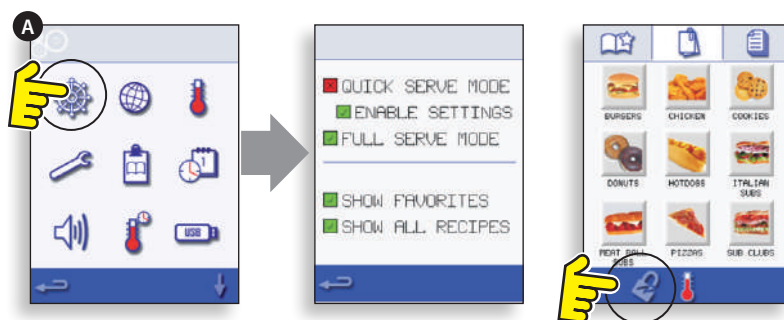 A
USB
1
QUICK SERVE MODE
ENABLE SETTINGS
FULL SERVE MODE
SHOW FAVORITES
SHOW ALL RECIPES
BURGERS CHICKEN COOKIES
DONUTS HOTDOGS ITALIAN
SUBS
MEAT BALL PIZZAS SUB CLUBS
SUBS